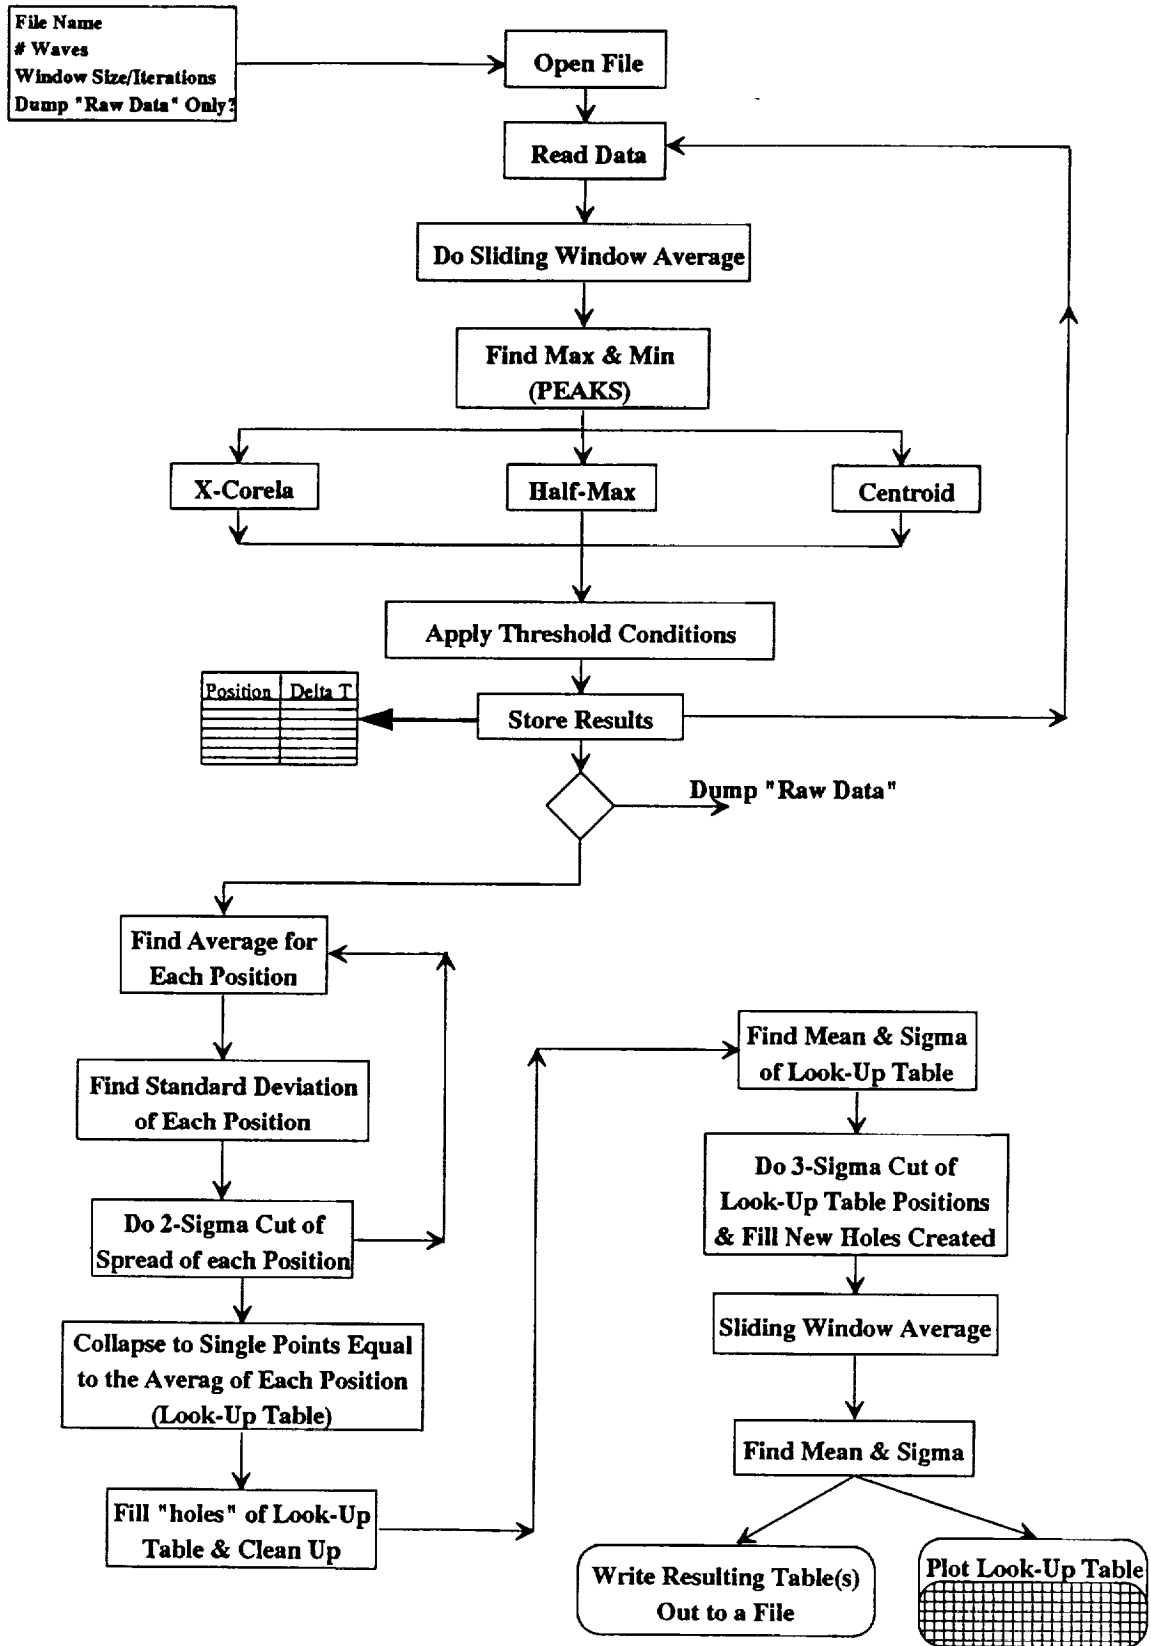 File Name
# Waves
Window Size/Iterations
Dump "Raw Data" Only?
Open File
Read Data
Do Sliding Window Average
Find Max & Min
(PEAKS)
X-Corela
Half-Max
Centroid
Apply Threshold Conditions
Position Delta T
Store Results
Dump "Raw Data"
Find Average for
Each Position
Find Standard Deviation
of Each Position
Do 2-Sigma Cut of
Spread of each Position
Collapse to Single Points Equal
to the Averag of Each Position
(Look-Up Table)
Fill "holes" of Look-Up
Table & Clean Up
Find Mean & Sigma
of Look-Up Table
Do 3-Sigma Cut of
Look-Up Table Positions
& Fill New Holes Created
Sliding Window Average
Find Mean & Sigma
Write Resulting Table(s)
Out to a File
Plot Look-Up Table